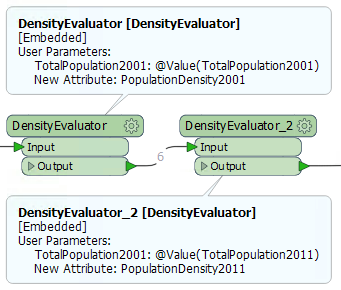 DensityEvaluator [DensityEvaluator]
[Embedded]
User Parameters:
TotalPopulation2001: @Value(TotalPopulation2001)
New Attribute: PopulationDensity2001
DensityEvaluator
DensityEvaluator_2
Input
6
Input
Output
Output
DensityEvaluator_2 [DensityEvaluator]
[Embedded]
User Parameters:
TotalPopulation2001: @Value(TotalPopulation2011)
New Attribute: PopulationDensity2011